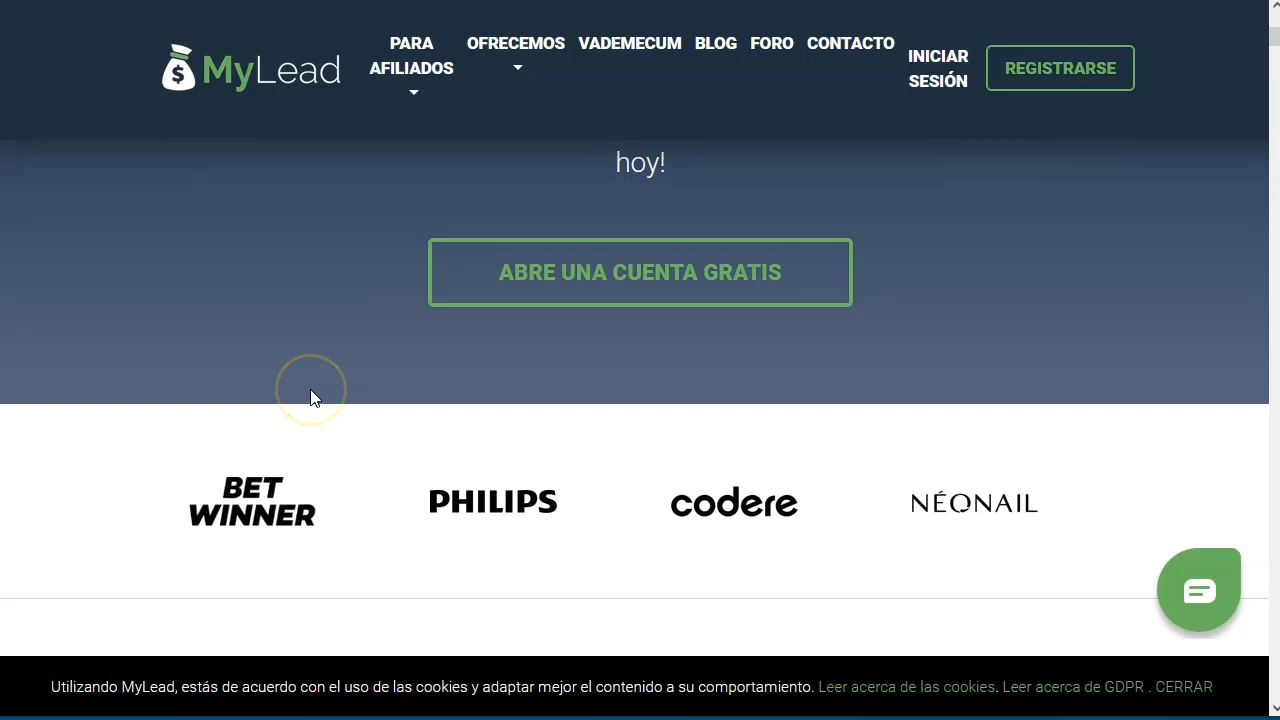 MyLead
PARA
AFILIADOS
OFRECEMOS
VADEMECUM
BLOG
FORO
CONTACTO
INICIAR
SESIÓN
REGISTRARSE
hoy!
ABRE UNA CUENTA GRATIS
BET
WINNER
PHILIPS
codere
NÉONAIL
Utilizando MyLead, estás de acuerdo con el uso de las cookies y adaptar mejor el contenido a su comportamiento. Leer acerca de las cookies. Leer acerca de GDPR . CERRAR